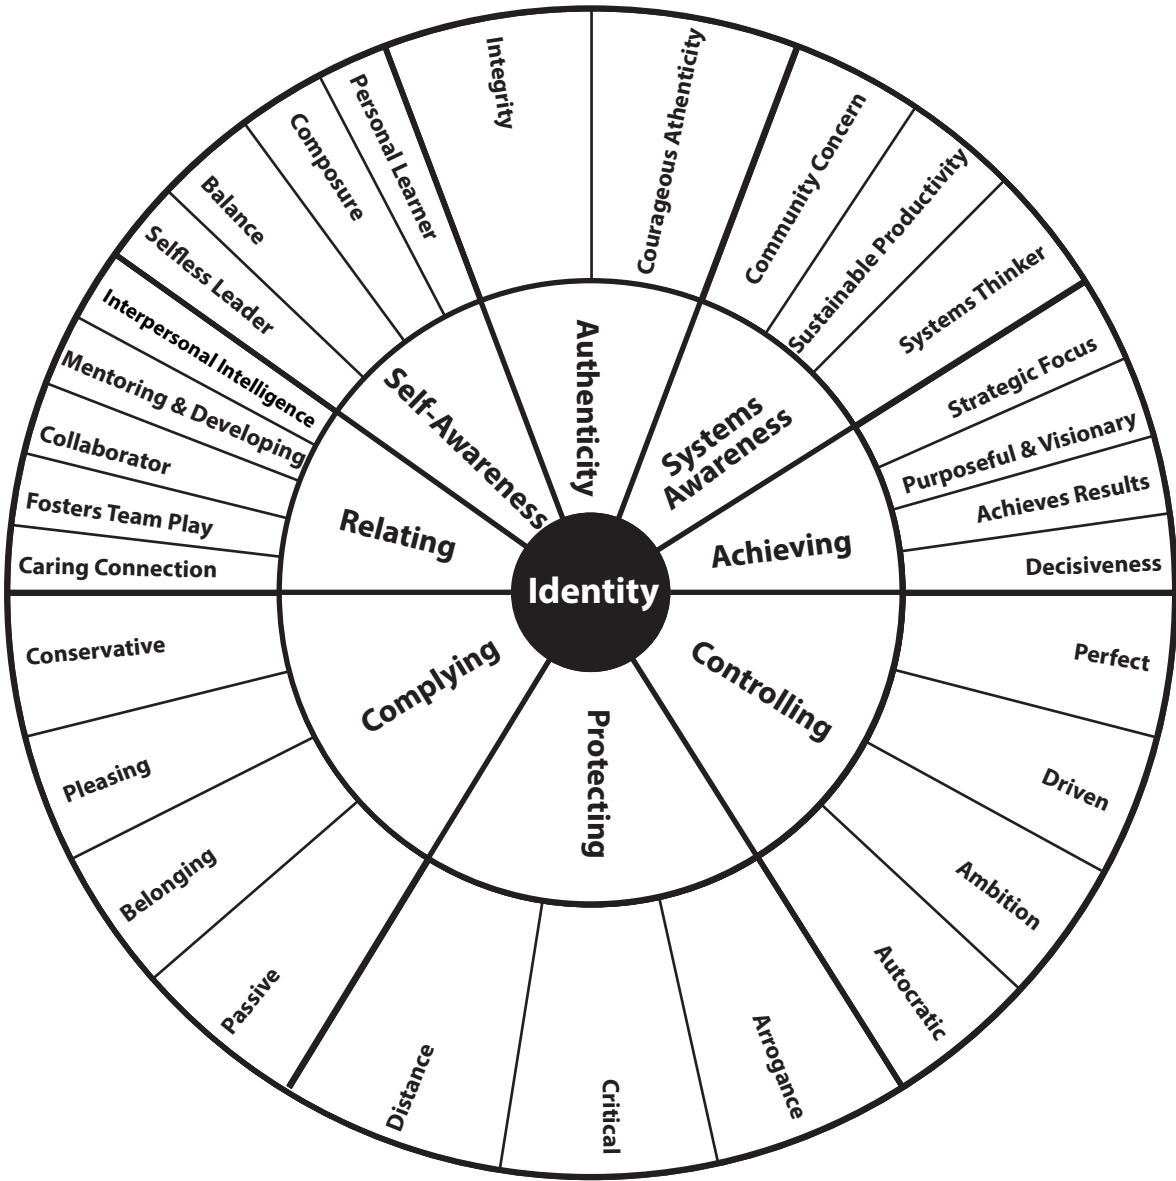 Integrity
Courageous Athenticity
Community Concern
Sustainable Productivity
Systems Thinker
Strategic Focus
Purposeful & Visionary
Achieves Results
Decisiveness
Perfect
Driven
Ambition
Autocratic
Arrogance
Critical
Distance
Passive
Belonging
Pleasing
Conservative
Caring Connection
Fosters Team Play
Collaborator
Mentoring & Developing
Interpersonal Intelligence
Selfless Leader
Balance
Composure
Personal Learner
Authenticity
Systems
Awareness
Achieving
Controlling
Protecting
Complying
Relating
Self-Awareness
Identity